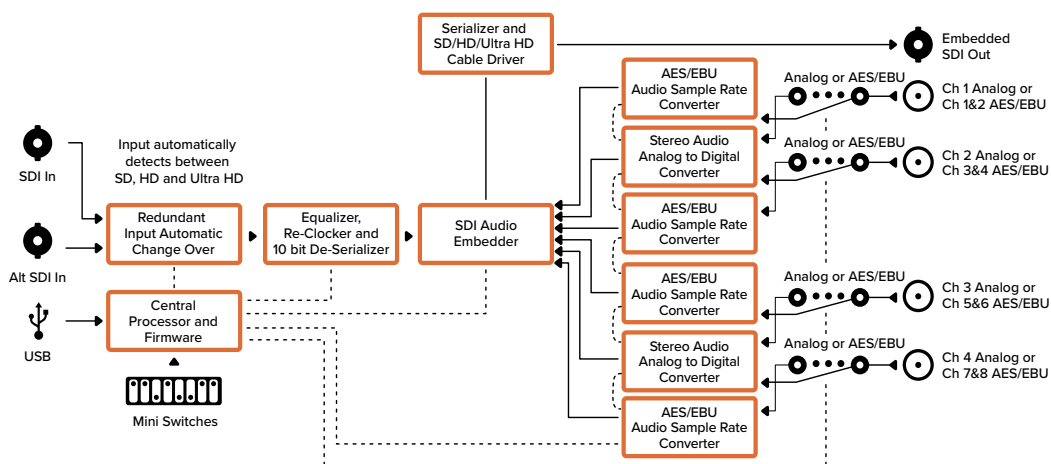 Serializer and
SD/HD/Ultra HD
Cable Driver
Embedded
SDI Out
AES/EBU
Audio Sample Rate
Converter
Analog or AES/EBU
Ch 1 Analog or
Ch 1&2 AES/EBU
SDI In
Input automatically
detects between
SD, HD and Ultra HD
Stereo Audio
Analog to Digital
Converter
Analog or AES/EBU
Ch 2 Analog or
Ch 3&4 AES/EBU
Alt SDI In
Redundant
Input Automatic
Change Over
Equalizer,
Re-Clocker and
10 bit De-Serializer
SDI Audio
Embedder
AES/EBU
Audio Sample Rate
Converter
USB
Central
Processor and
Firmware
AES/EBU
Audio Sample Rate
Converter
Analog or AES/EBU
Ch 3 Analog or
Ch 5&6 AES/EBU
Stereo Audio
Analog to Digital
Converter
Analog or AES/EBU
Ch 4 Analog or
Ch 7&8 AES/EBU
Mini Switches
AES/EBU
Audio Sample Rate
Converter